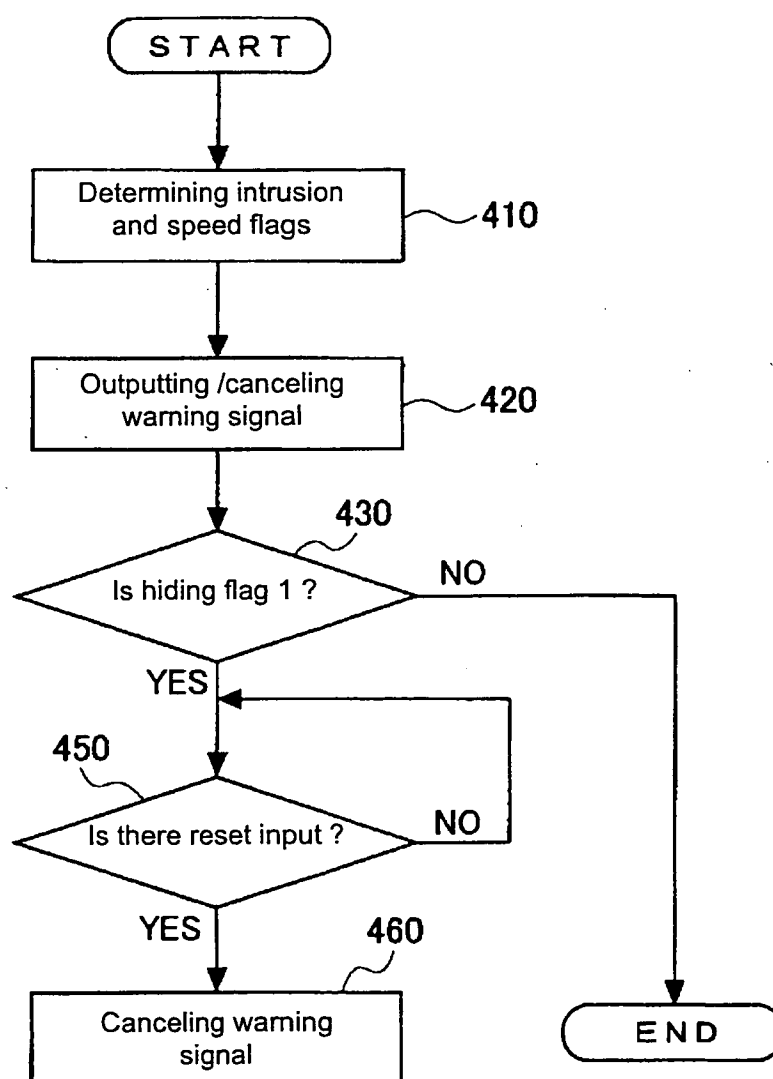 START
Determining intrusion
and speed flags
410
Outputting /canceling
warning signal
420
430
Is hiding flag 1 ?
NO
YES
450
Is there reset input ?
NO
YES
460
Canceling warning
signal
END